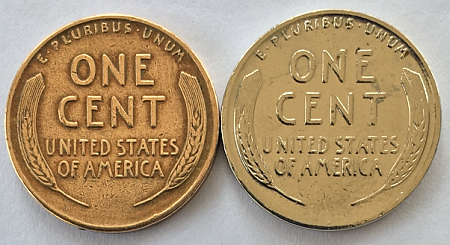 E · PLURIBUS · UNUM
ONE
CENT
UNITED STATES
OF AMERICA
E · PLURIBUS · UNUM
ONE
CENT
UNITED STATES
OF AMERICA